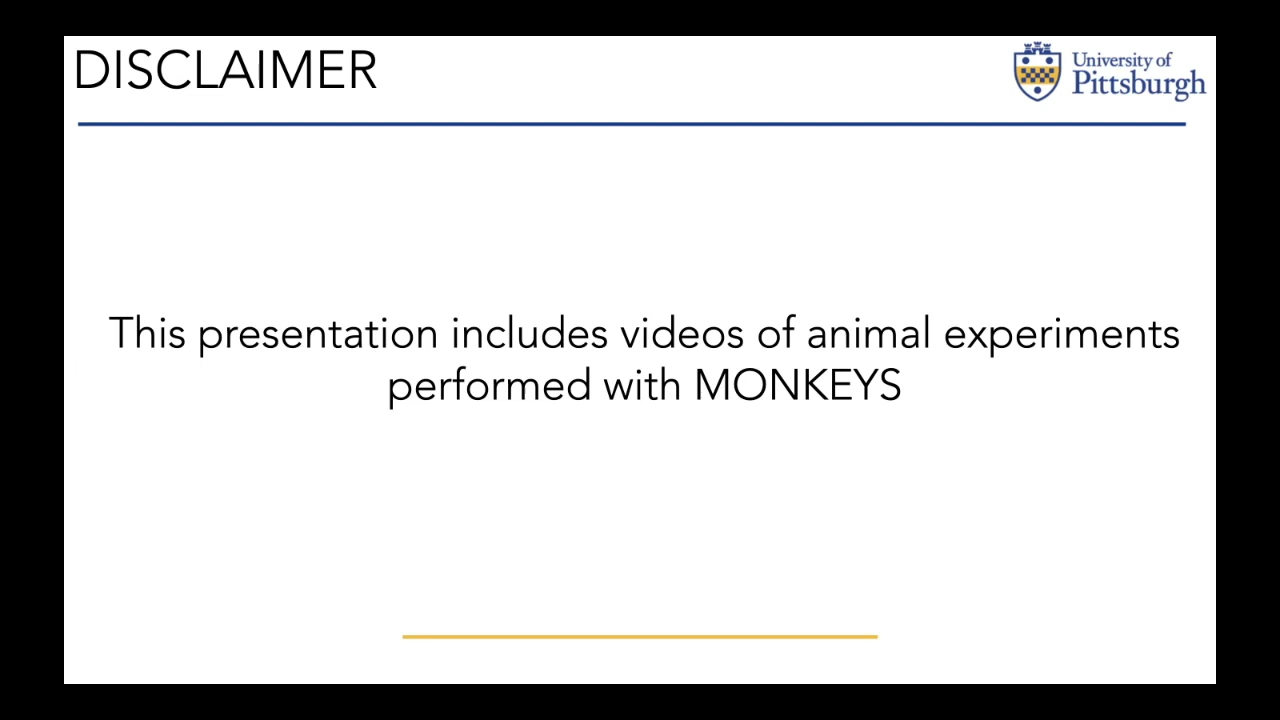 DISCLAIMER
University of
Pittsburgh
This presentation includes videos of animal experiments
performed with MONKEYS